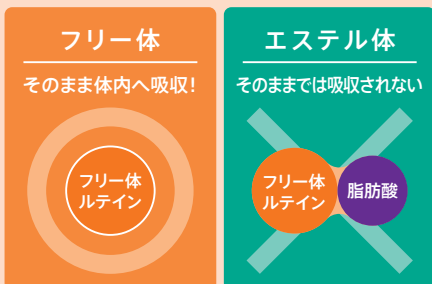 フリー体
そのまま体内へ吸収!
フリー体
ルテイン
エステル体
そのままでは吸収されない
フリー体
ルテイン
脂肪酸